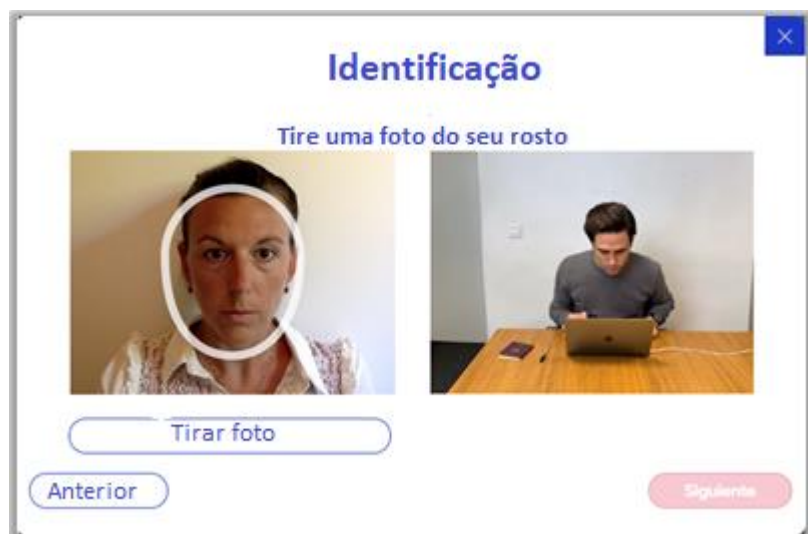 Identificação
Tire uma foto do seu rosto
Tirar foto
Anterior
Siguiente